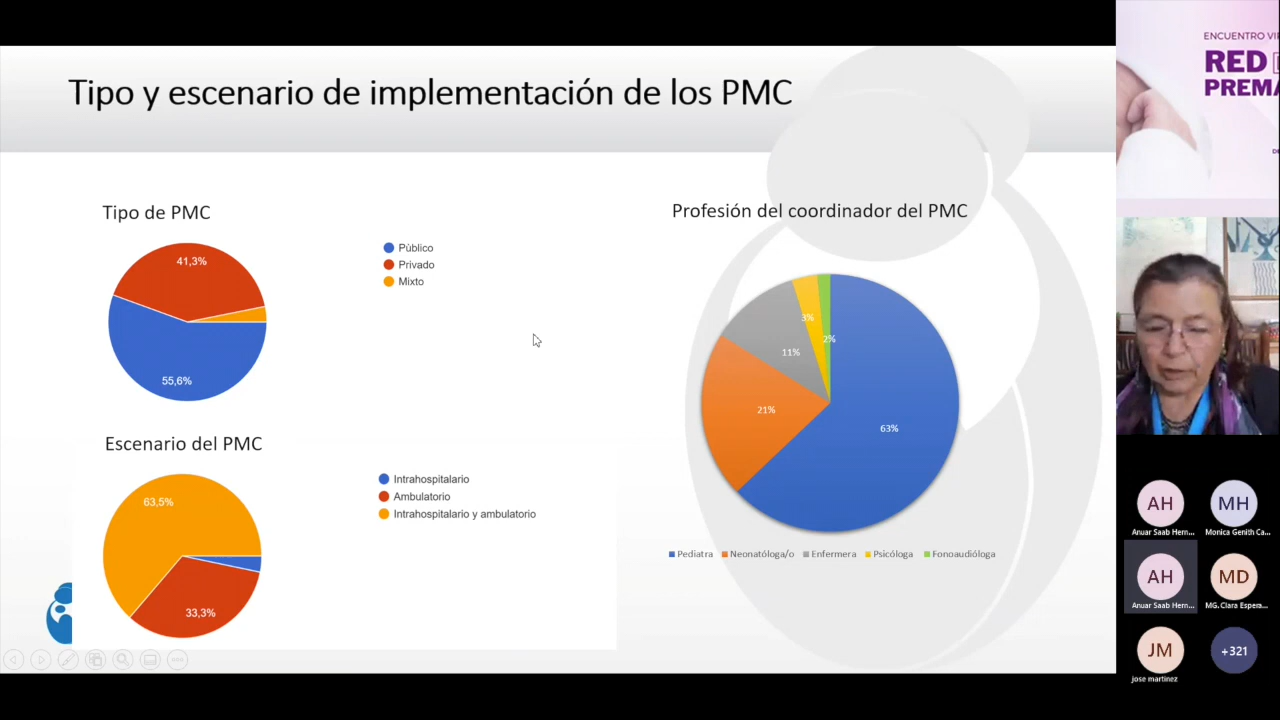 Tipo y escenario de implementación de los PMC
Tipo de PMC
41,3%
55,6%
Pùblico
Privado
Mixto
Escenario del PMC
63,5%
33,3%
Intrahospitalario
Ambulatorio
Intrahospitalario y ambulatorio
Profesión del coordinador del PMC
3%
2%
11%
21%
63%
Pediatra Neonatóloga/o Enfermera Psicóloga Fonoaudióloga
ENCUENTRO VI
RED
PREMA
AH MH
Anuar Saab Hern... Monica Genith Ca...
AH MD
Anuar Saab Hern... MG. Clara Espera...
JM +321
jose martinez